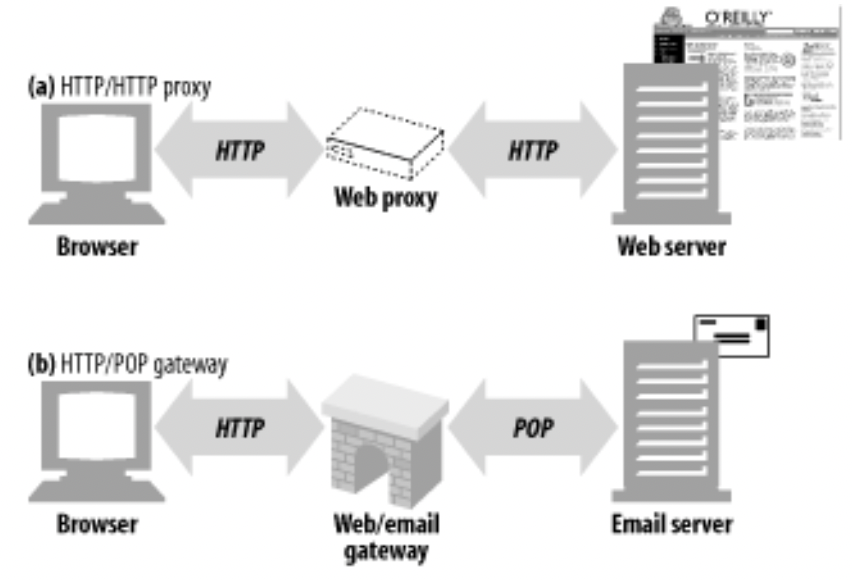 O'REILLY
(a) HTTP/HTTP proxy
HTTP
HTTP
Web proxy
Browser
Web server
(b) HTTP/POP gateway
HTTP
POP
Browser
Web/email
gateway
Email server